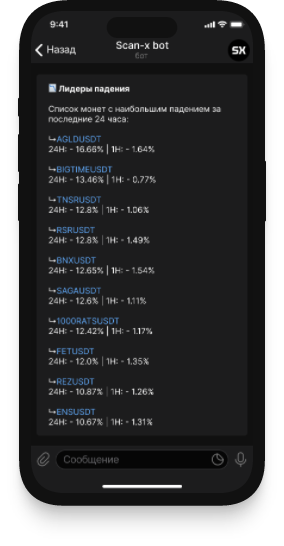 9:41
Назад
Scan-x bot
бот
SX
Лидеры падения
Список монет с наибольшим падением за
последние 24 часа:
↪AGLDUSDT
24H: - 16.66% | 1H: - 1.64%
↪BIGTIMEUSDT
24H: - 13.46% | 1H: - 0.77%
↪TNSRUSDT
24H: - 12.8% | 1H: - 1.06%
↪RSRUSDT
24H: - 12.8% | 1H: - 1.49%
↪BNXUSDT
24H: - 12.65% | 1H: - 1.54%
↪SAGAUSDT
24H: - 12.6% | 1H: - 1.11%
↪1000RATSUSDT
24H: - 12.42% | 1H: - 1.17%
↪FETUSDT
24H: - 12.0% | 1H: - 1.35%
↪REZUSDT
24H: - 10.87% | 1H: - 1.26%
↪ENSUSDT
24H: - 10.67% | 1H: - 1.31%
Сообщение